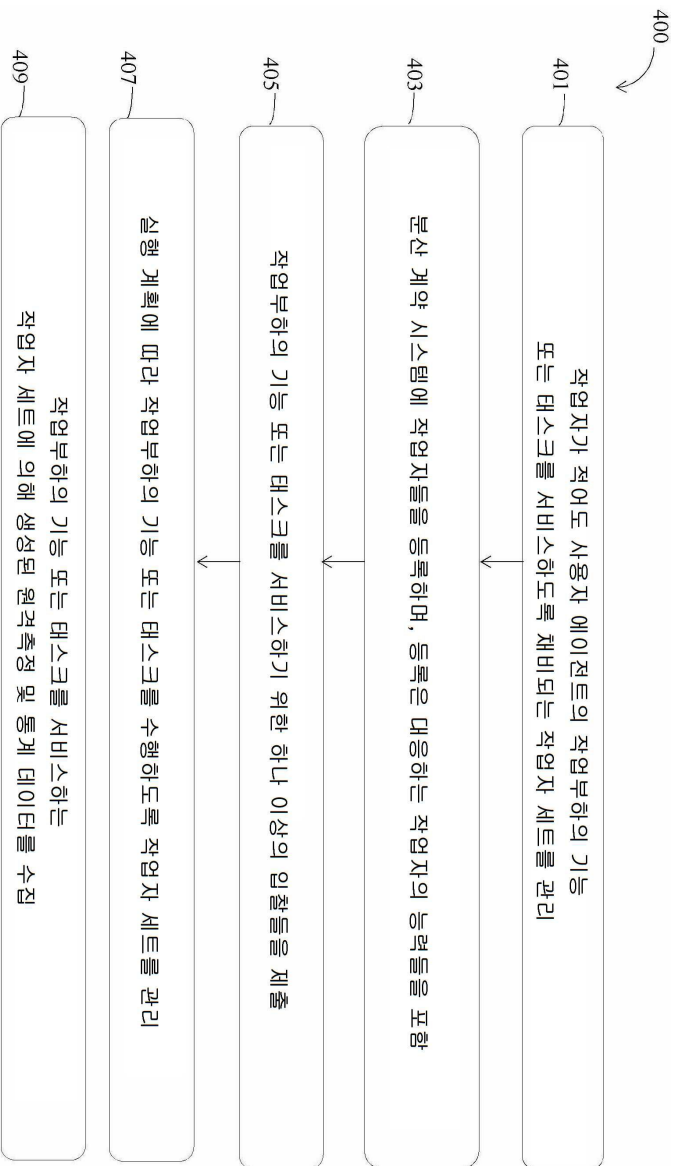 400
401
작업자가 적어도 사용자 에이전트의 작업부하의 기능
또는 태스크를 서비스하도록 채비되는 작업자 세트를 관리
403
분산 계약 시스템에 작업자들을 등록하며, 등록은 대응하는 작업자의 능력들을 포함
405
작업부하의 기능 또는 태스크를 서비스하기 위한 하나 이상의 입찰들을 제출
407
실행 계획에 따라 작업부하의 기능 또는 태스크를 수행하도록 작업자 세트를 관리
409
작업부하의 기능 또는 태스크를 서비스하는
작업자 세트에 의해 생성된 원격측정 및 통계 데이터를 수집